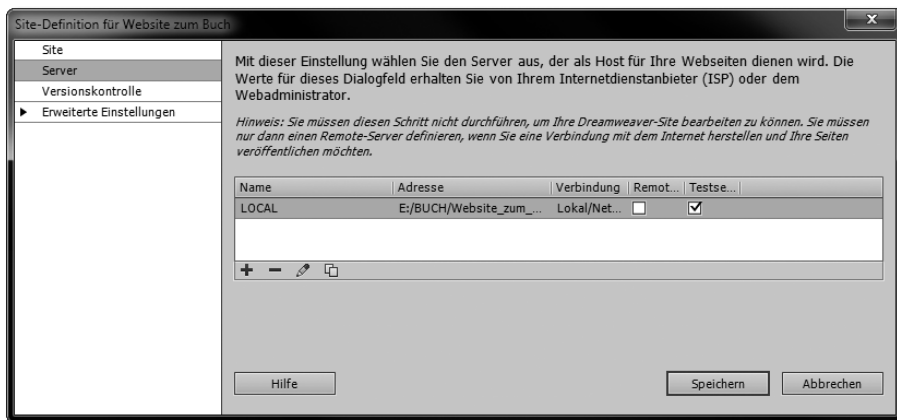 Site-Definition für Website zum Buch
Site
Server
Versionskontrolle
Erweiterte Einstellungen
Mit dieser Einstellung wählen Sie den Server aus, der als Host für Ihre Webseiten dienen wird. Die
Werte für dieses Dialogfeld erhalten Sie von Ihrem Internetdienstanbieter (ISP) oder dem
Webadministrator.
Hinweis: Sie müssen diesen Schritt nicht durchführen, um Ihre Dreamweaver-Site bearbeiten zu können. Sie müssen
nur dann einen Remote-Server definieren, wenn Sie eine Verbindung mit dem Internet herstellen und Ihre Seiten
veröffentlichen möchten.
Name Adresse Verbindung Remot... Testse...
LOCAL E:/BUCH/Website_zum_... Lokal/Net...
Hilfe Speichern Abbrechen